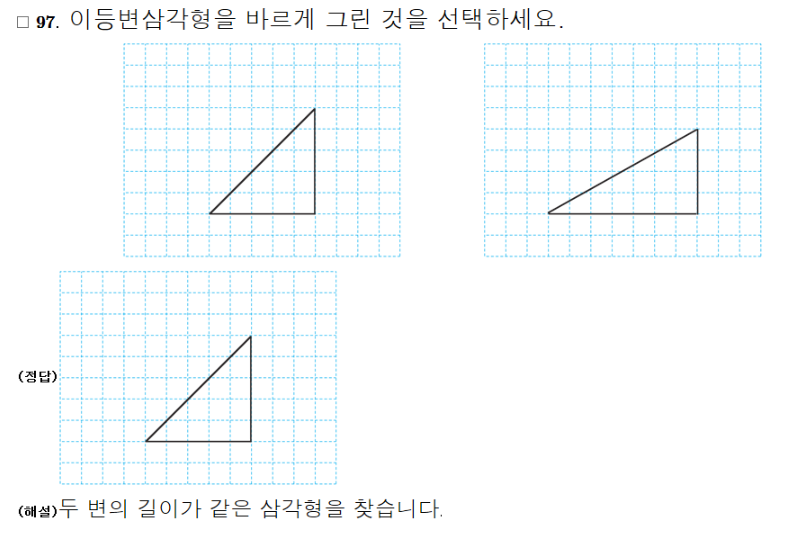 □ 97. 이등변삼각형을 바르게 그린 것을 선택하세요.
(정답)
(해설)두 변의 길이가 같은 삼각형을 찾습니다.